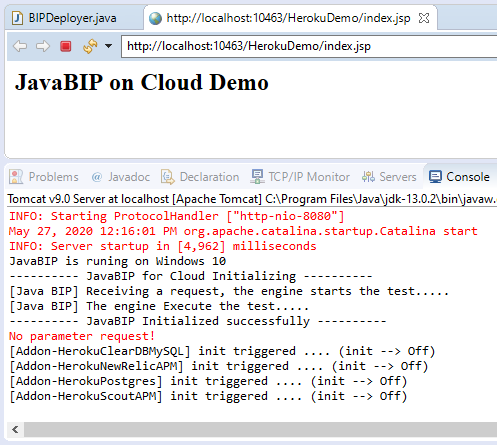 BIPDeployer.java http://localhost:10463/HerokuDemo/index.jsp
http://localhost:10463/HerokuDemo/index.jsp
JavaBIP on Cloud Demo
Problems @ Javadoc Declaration TCP/IP Monitor Servers Console
Tomcat v9.0 Server at localhost [Apache Tomcat] C:\Program Files\Java\jdk-13.0.2\bin\javaw.e
INFO: Starting ProtocolHandler ["http-nio-8080"]
May 27, 2020 12:16:01 PM org.apache.catalina.startup.Catalina start
INFO: Server startup in [4,962] milliseconds
JavaBIP is runing on Windows 10
---------- JavaBIP for Cloud Initializing ----------
[Java BIP] Receiving a request, the engine starts the test.....
[Java BIP] The engine Execute the test.....
---------- JavaBIP Initialized successfully ----------
No parameter request!
[Addon-HerokuClearDBMySQL] init triggered .... (init --> Off)
[Addon-HerokuNewRelicAPM] init triggered .... (init --> Off)
[Addon-HerokuPostgres] init triggered .... (init --> Off)
[Addon-HerokuScoutAPM] init triggered .... (init --> Off)